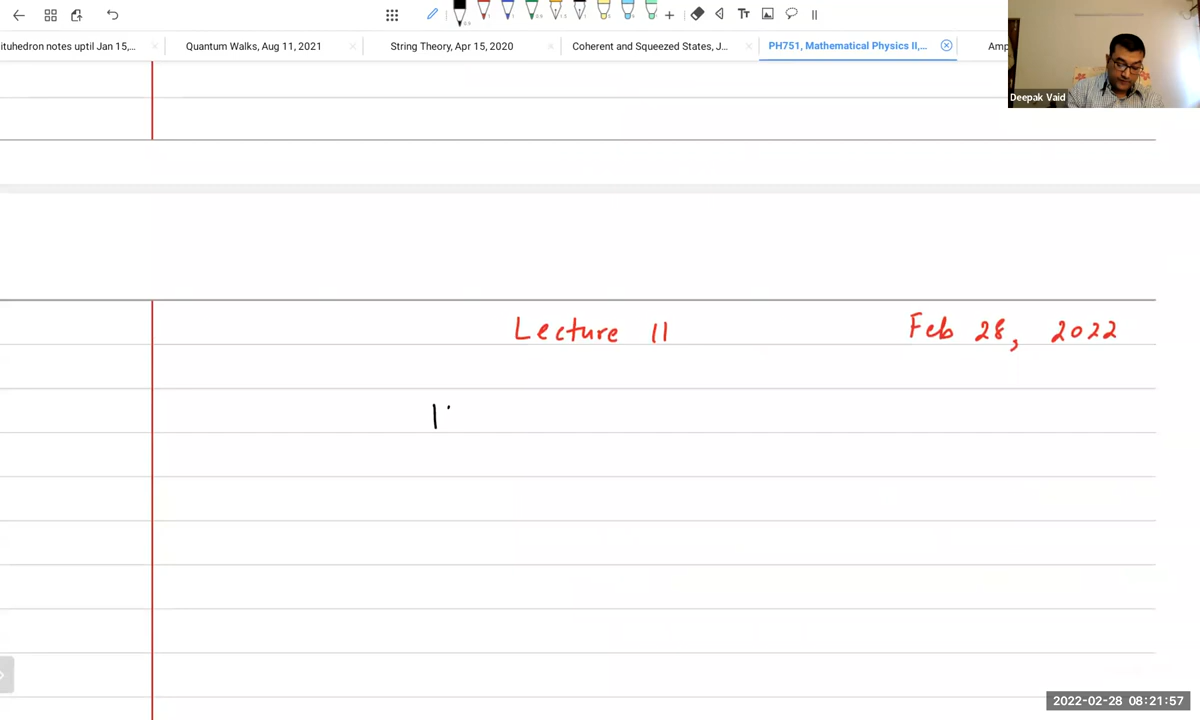 ituhedron notes uptil Jan 15,...
Quantum Walks, Aug 11, 2021
String Theory, Apr 15, 2020
Coherent and Squeezed States, J...
PH751, Mathematical Physics II,...
Amp
Deepak Vaid
Lecture 11
Feb 28, 2022
2022-02-28 08:21:57